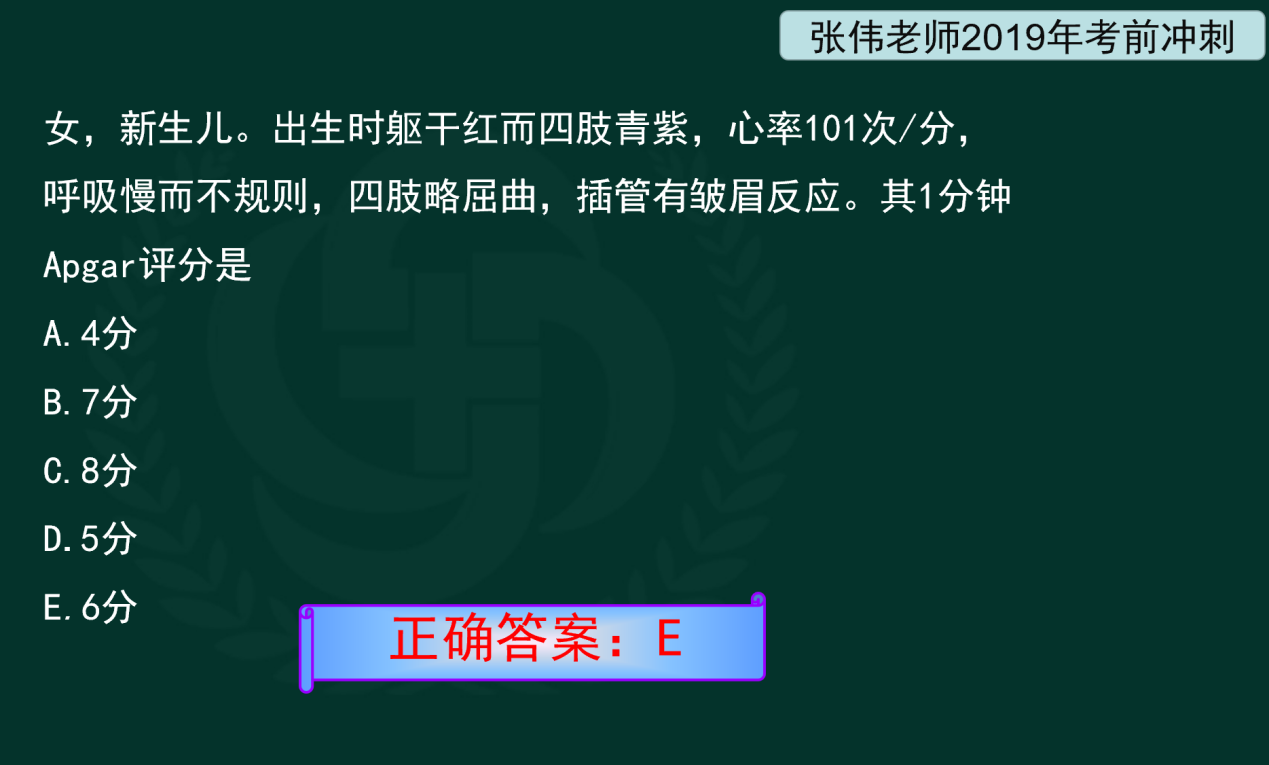 张伟老师2019年考前冲刺
女，新生儿。出生时躯干红而四肢青紫，心率101次/分，
呼吸慢而不规则，四肢略屈曲，插管有皱眉反应。其1分钟
Apgar评分是
A.4分
B.7分
C.8分
D.5分
E.6分
正确答案：E